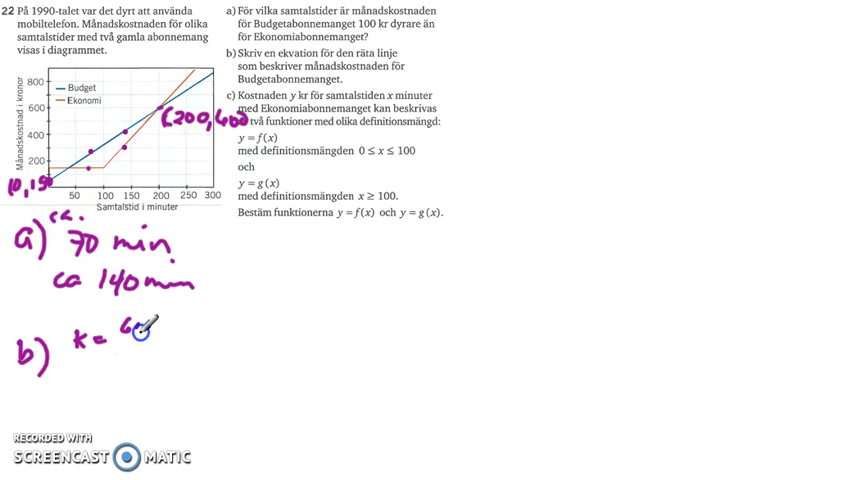 22 På 1990-talet var det dyrt att använda
mobiltelefon. Månadskostnaden för olika
samtalstider med två gamla abonnemang
visas i diagrammet.
Månadskostnad i kronor
800
600
400
200
Budget
Ekonomi
(200,600
(0,150
50 100 150 200 250 300
Samtalstid i minuter
a) För vilka samtalstider är månadskostnaden
för Budgetabonnemanget 100 kr dyrare än
för Ekonomiabonnemanget?
b) Skriv en ekvation för den räta linje
som beskriver månadskostnaden för
Budgetabonnemanget.
c) Kostnaden y kr för samtalstiden x minuter
med Ekonomiabonnemanget kan beskrivas
två funktioner med olika definitionsmängd:
y = f(x)
med definitionsmängden 0 ≤ x ≤ 100
och
y = g(x)
med definitionsmängden x ≥ 100.
Bestäm funktionerna y = f(x) och y = g(x).
ca.
a) 70 min.
ca 140 min
b) k = 6
RECORDED WITH
SCREENCAST MATIC